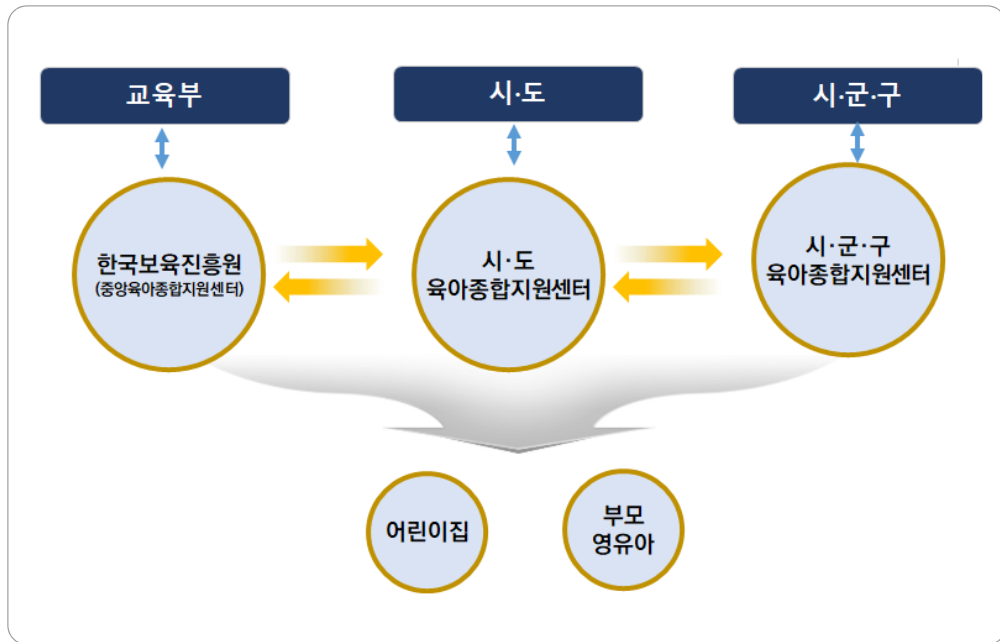 교육부
시·도
시·군·구
한국보육진흥원
(중앙육아종합지원센터)
시·도
육아종합지원센터
시·군·구
육아종합지원센터
어린이집
부모
영유아